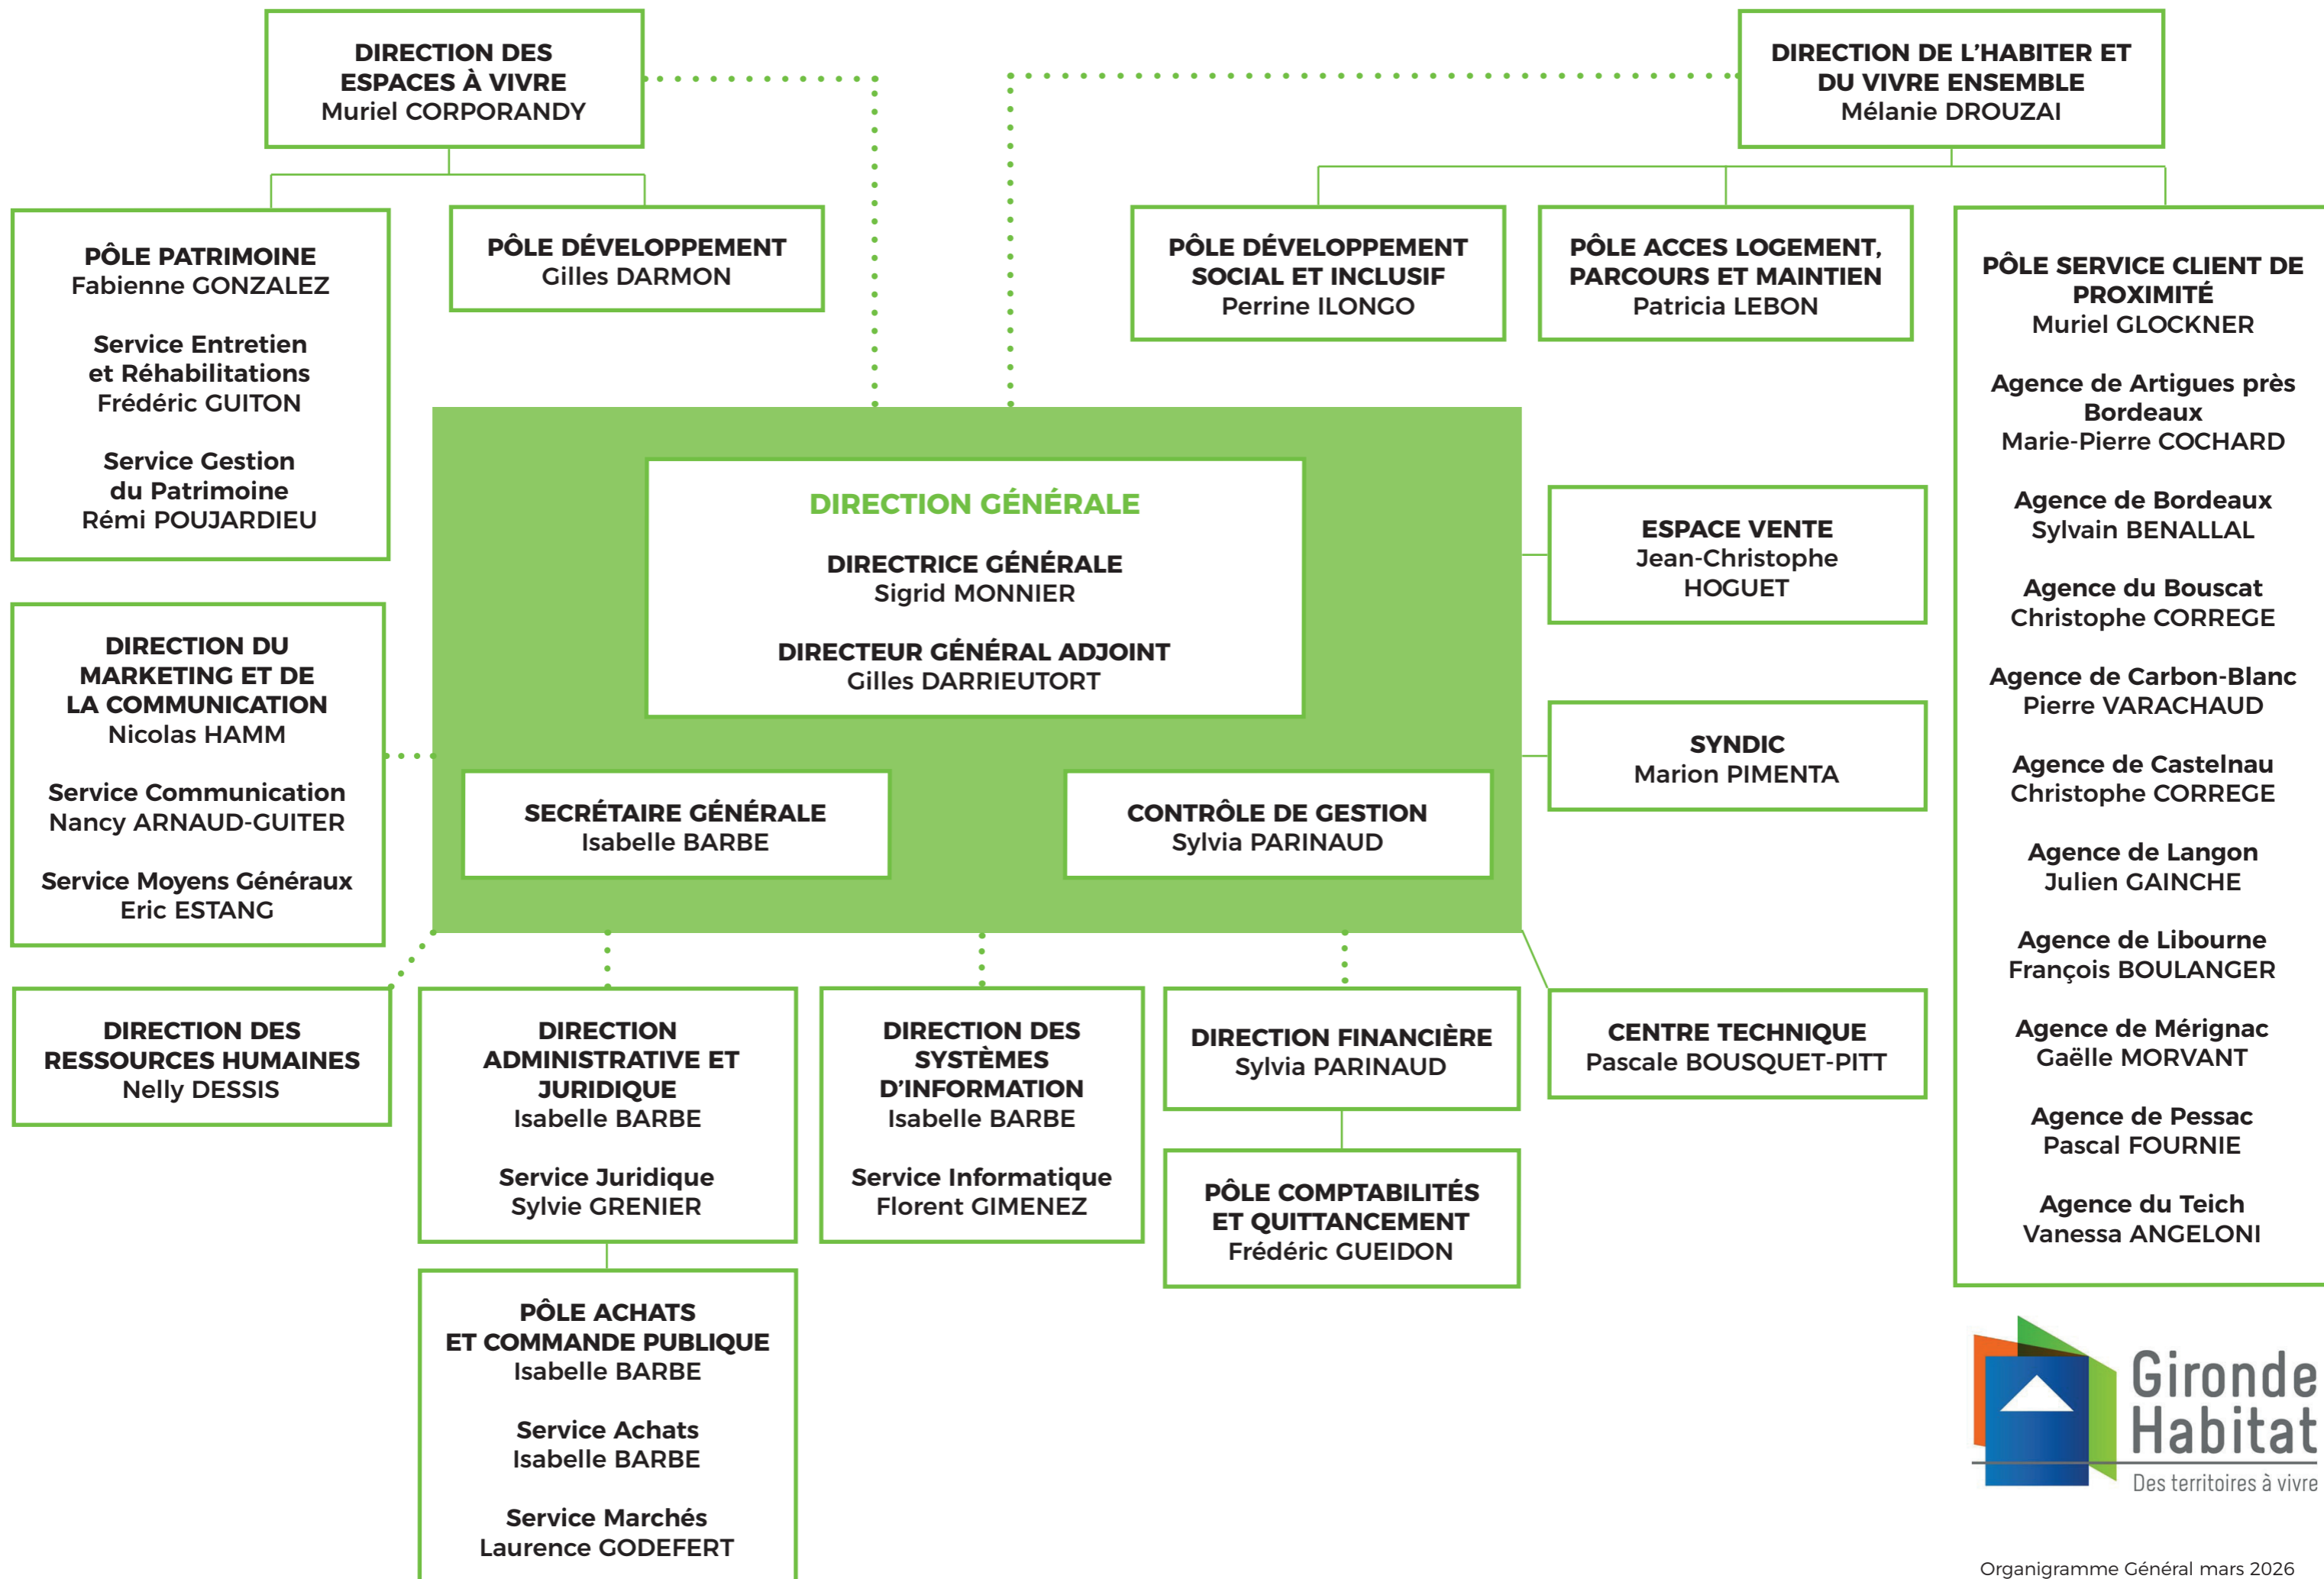 DIRECTION DES
ESPACES À VIVRE
Muriel CORPORANDY
DIRECTION DE L'HABITER ET
DU VIVRE ENSEMBLE
Mélanie DROUZAI
PÔLE PATRIMOINE
Fabienne GONZALEZ
Service Entretien
et Réhabilitations
Frédéric GUITON
Service Gestion
du Patrimoine
Rémi POUJARDIEU
PÔLE DÉVELOPPEMENT
Gilles DARMON
PÔLE DÉVELOPPEMENT
SOCIAL ET INCLUSIF
Perrine ILONGO
PÔLE ACCES LOGEMENT,
PARCOURS ET MAINTIEN
Patricia LEBON
PÔLE SERVICE CLIENT DE
PROXIMITÉ
Muriel GLOCKNER
Agence de Artigues près
Bordeaux
Marie-Pierre COCHARD
Agence de Bordeaux
Sylvain BENALLAL
Agence du Bouscat
Christophe CORREGE
Agence de Carbon-Blanc
Pierre VARACHAUD
Agence de Castelnau
Christophe CORREGE
Agence de Langon
Julien GAINCHE
Agence de Libourne
François BOULANGER
Agence de Mérignac
Gaëlle MORVANT
Agence de Pessac
Pascal FOURNIE
Agence du Teich
Vanessa ANGELONI
DIRECTION GÉNÉRALE
DIRECTRICE GÉNÉRALE
Sigrid MONNIER
DIRECTEUR GÉNÉRAL ADJOINT
Gilles DARRIEUTORT
SECRÉTAIRE GÉNÉRALE
Isabelle BARBE
CONTRÔLE DE GESTION
Sylvia PARINAUD
ESPACE VENTE
Jean-Christophe
HOGUET
SYNDIC
Marion PIMENTA
DIRECTION DU
MARKETING ET DE
LA COMMUNICATION
Nicolas HAMM
Service Communication
Nancy ARNAUD-GUITER
Service Moyens Généraux
Eric ESTANG
DIRECTION DES
RESSOURCES HUMAINES
Nelly DESSIS
DIRECTION
ADMINISTRATIVE ET
JURIDIQUE
Isabelle BARBE
Service Juridique
Sylvie GRENIER
DIRECTION DES
SYSTÈMES
D'INFORMATION
Isabelle BARBE
Service Informatique
Florent GIMENEZ
DIRECTION FINANCIÈRE
Sylvia PARINAUD
CENTRE TECHNIQUE
Pascale BOUSQUET-PITT
PÔLE COMPTABILITÉS
ET QUITTANCEMENT
Frédéric GUEIDON
PÔLE ACHATS
ET COMMANDE PUBLIQUE
Isabelle BARBE
Service Achats
Isabelle BARBE
Service Marchés
Laurence GODEFERT
Gironde
Habitat
Des territoires à vivre
Organigramme Général mars 2026